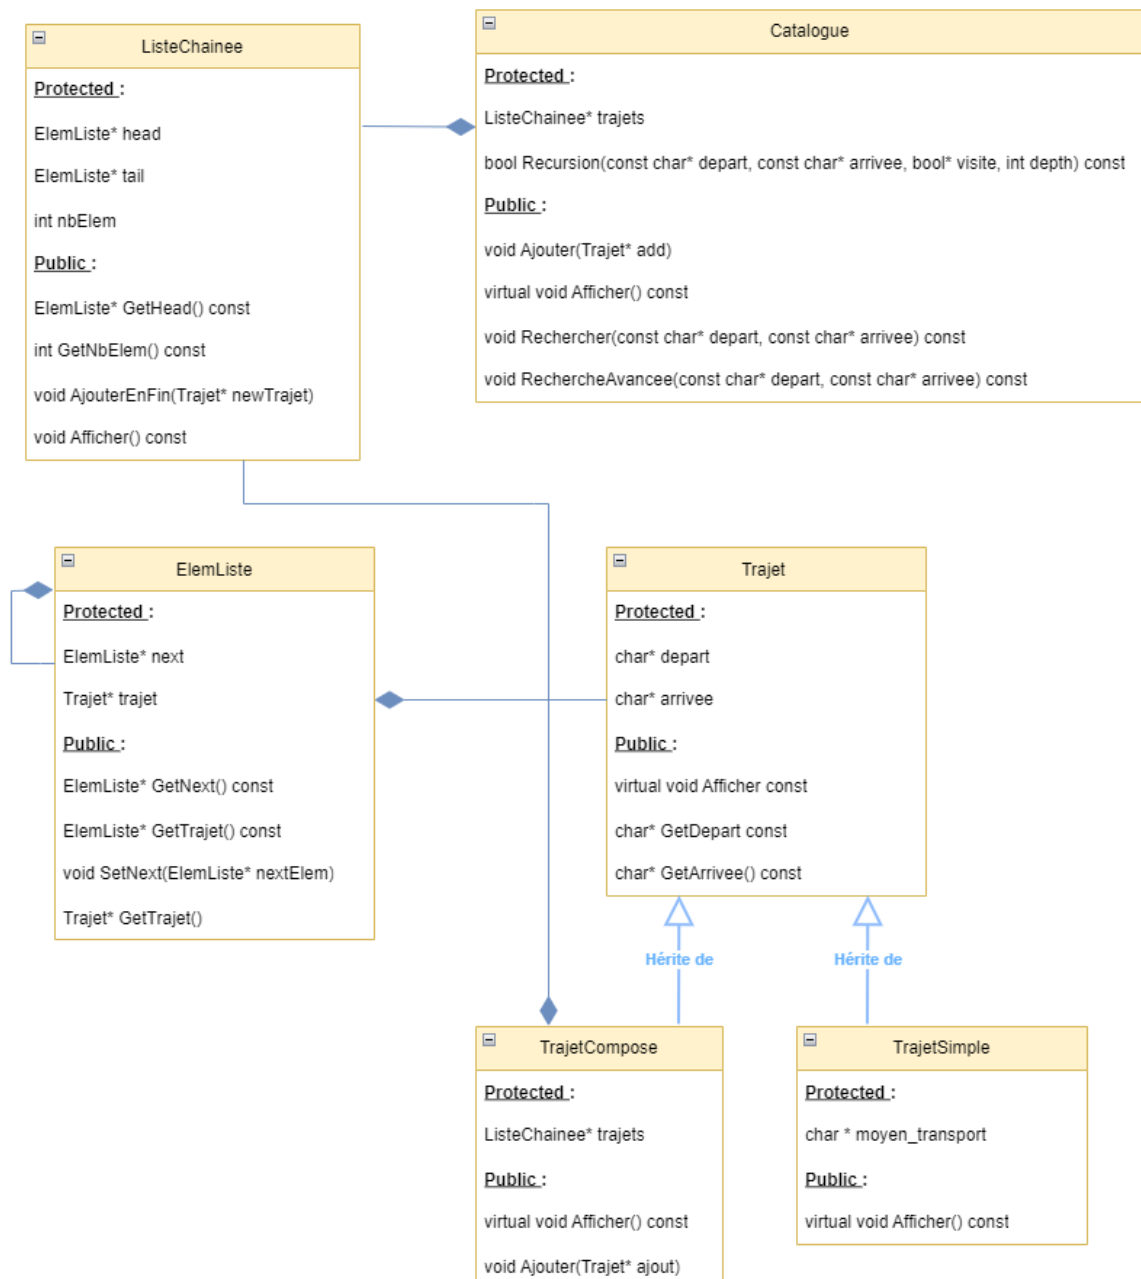 ListeChainee
Protected :
ElemListe* head
ElemListe* tail
int nbElem
Public :
ElemListe* GetHead() const
int GetNbElem() const
void AjouterEnFin(Trajet* newTrajet)
void Afficher() const
Catalogue
Protected :
ListeChainee* trajets
bool Recursion(const char* depart, const char* arrivee, bool* visite, int depth) const
Public :
void Ajouter(Trajet* add)
virtual void Afficher() const
void Rechercher(const char* depart, const char* arrivee) const
void RechercheAvancee(const char* depart, const char* arrivee) const
ElemListe
Protected :
ElemListe* next
Trajet* trajet
Public :
ElemListe* GetNext() const
ElemListe* GetTrajet() const
void SetNext(ElemListe* nextElem)
Trajet* GetTrajet()
Trajet
Protected :
char* depart
char* arrivee
Public :
virtual void Afficher const
char* GetDepart const
char* GetArrivee() const
Hérite de
Hérite de
TrajetCompose
Protected :
ListeChainee* trajets
Public :
virtual void Afficher() const
void Ajouter(Trajet* ajout)
TrajetSimple
Protected :
char * moyen_transport
Public :
virtual void Afficher() const